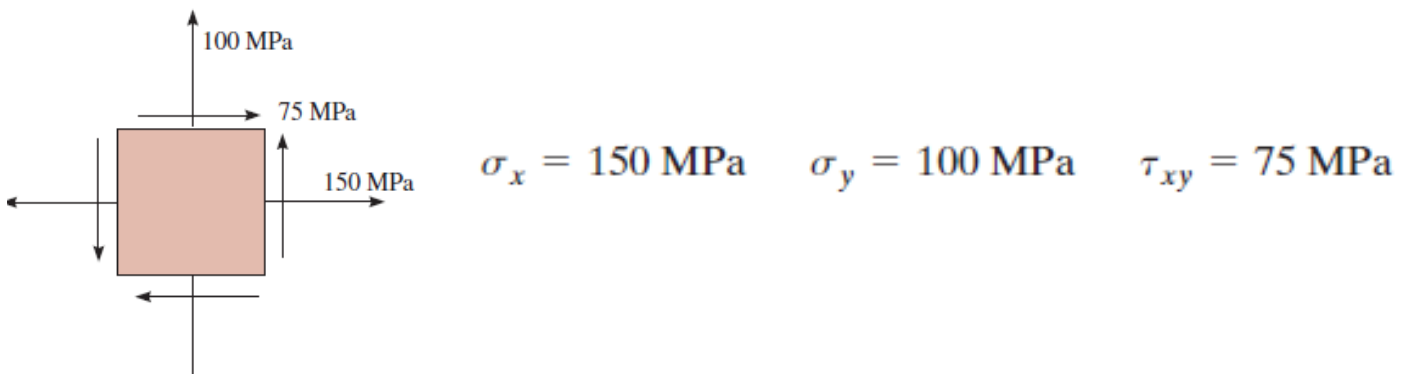 100 MPa
75 MPa
150 MPa
σx = 150 MPa σy = 100 MPa τxy = 75 MPa